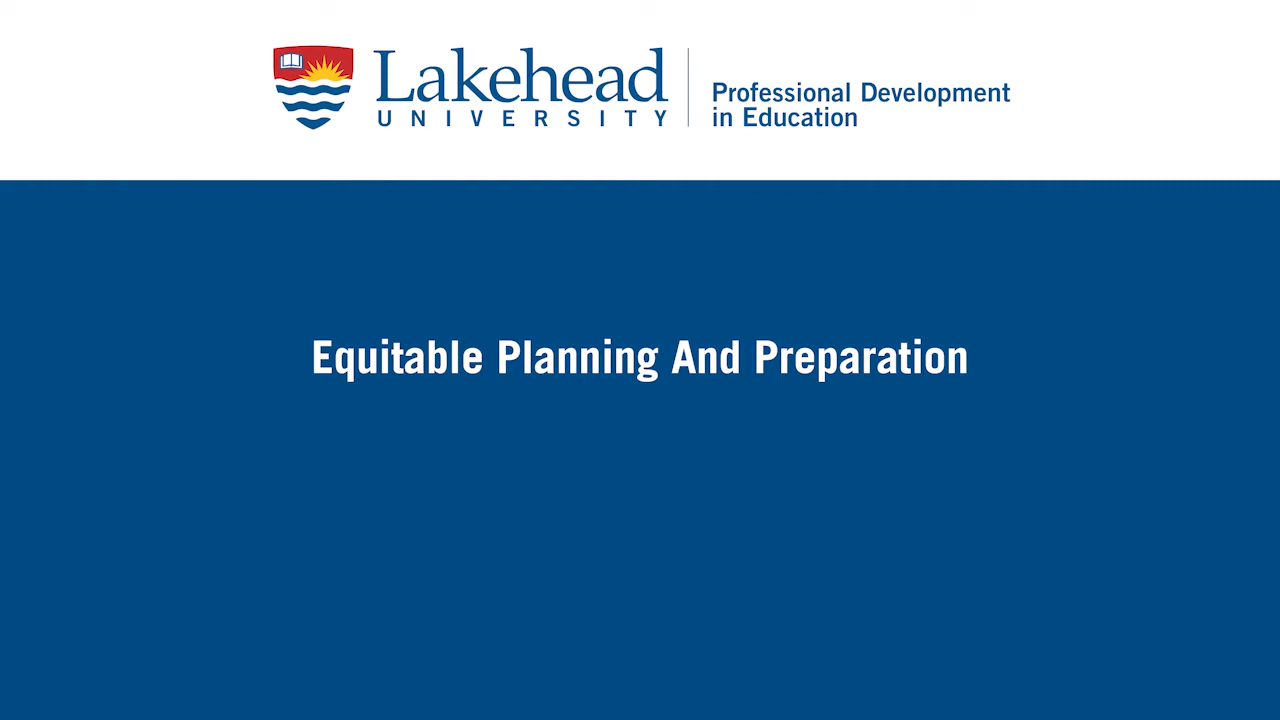 Lakehead
UNIVERSITY
Professional Development
in Education
Equitable Planning And Preparation